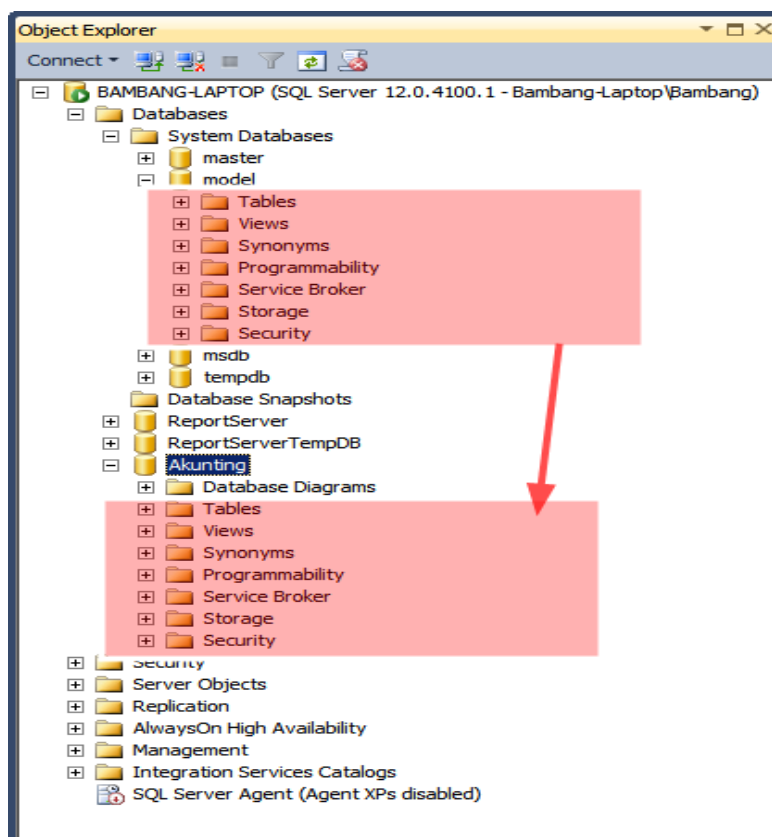 Object Explorer
Connect
BAMBANG-LAPTOP (SQL Server 12.0.4100.1 - Bambang-Laptop\Bambang)
Databases
System Databases
master
model
Tables
Views
Synonyms
Programmability
Service Broker
Storage
Security
msdb
tempdb
Database Snapshots
ReportServer
ReportServerTempDB
Akunting
Database Diagrams
Tables
Views
Synonyms
Programmability
Service Broker
Storage
Security
Security
Server Objects
Replication
AlwaysOn High Availability
Management
Integration Services Catalogs
SQL Server Agent (Agent XPs disabled)